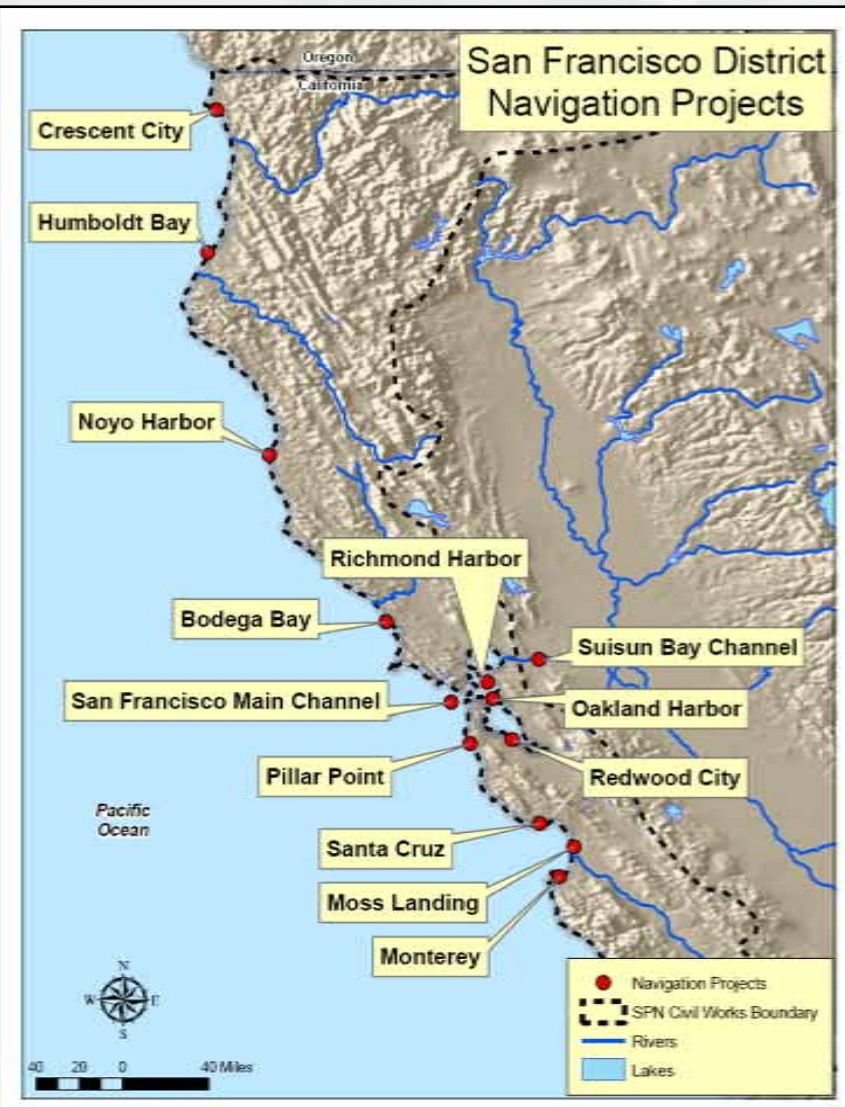 San Francisco District
Navigation Projects
Oregon
California
Crescent City
Humboldt Bay
Noyo Harbor
Richmond Harbor
Bodega Bay
Suisun Bay Channel
San Francisco Main Channel
Oakland Harbor
Pillar Point
Redwood City
Pacific
Ocean
Santa Cruz
Moss Landing
Monterey
N
W E
S
Navigation Projects
SPN Civil Works Boundary
Rivers
Lakes
40 20 0 40 Miles